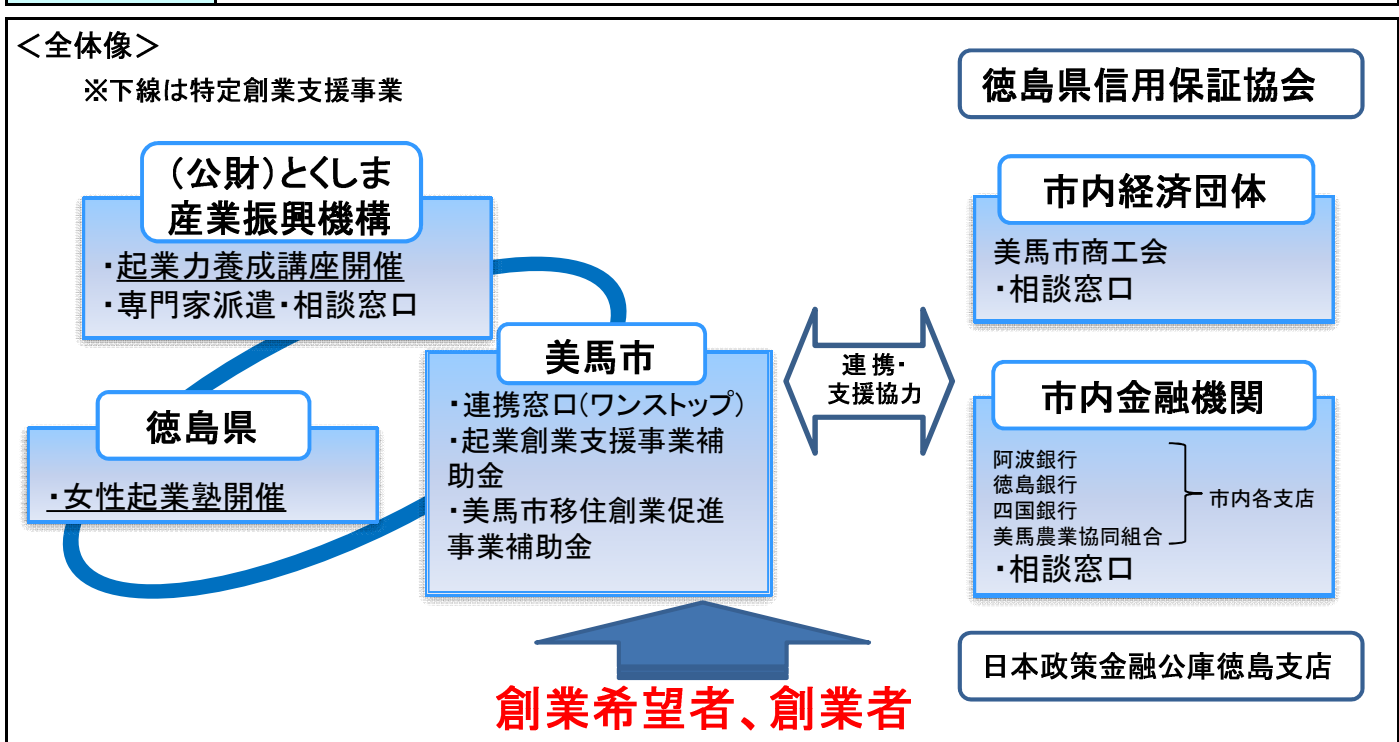 ＜全体像＞
※下線は特定創業支援事業
（公財）とくしま
産業振興機構
・起業力養成講座開催
・専門家派遣・相談窓口
徳島県
・女性起業塾開催
美馬市
・連携窓口（ワンストップ）
・起業創業支援事業補
助金
・美馬市移住創業促進
事業補助金
連携・
支援協力
徳島県信用保証協会
市内経済団体
美馬市商工会
・相談窓口
市内金融機関
阿波銀行
徳島銀行
四国銀行
美馬農業協同組合
市内各支店
・相談窓口
日本政策金融公庫徳島支店
創業希望者、創業者